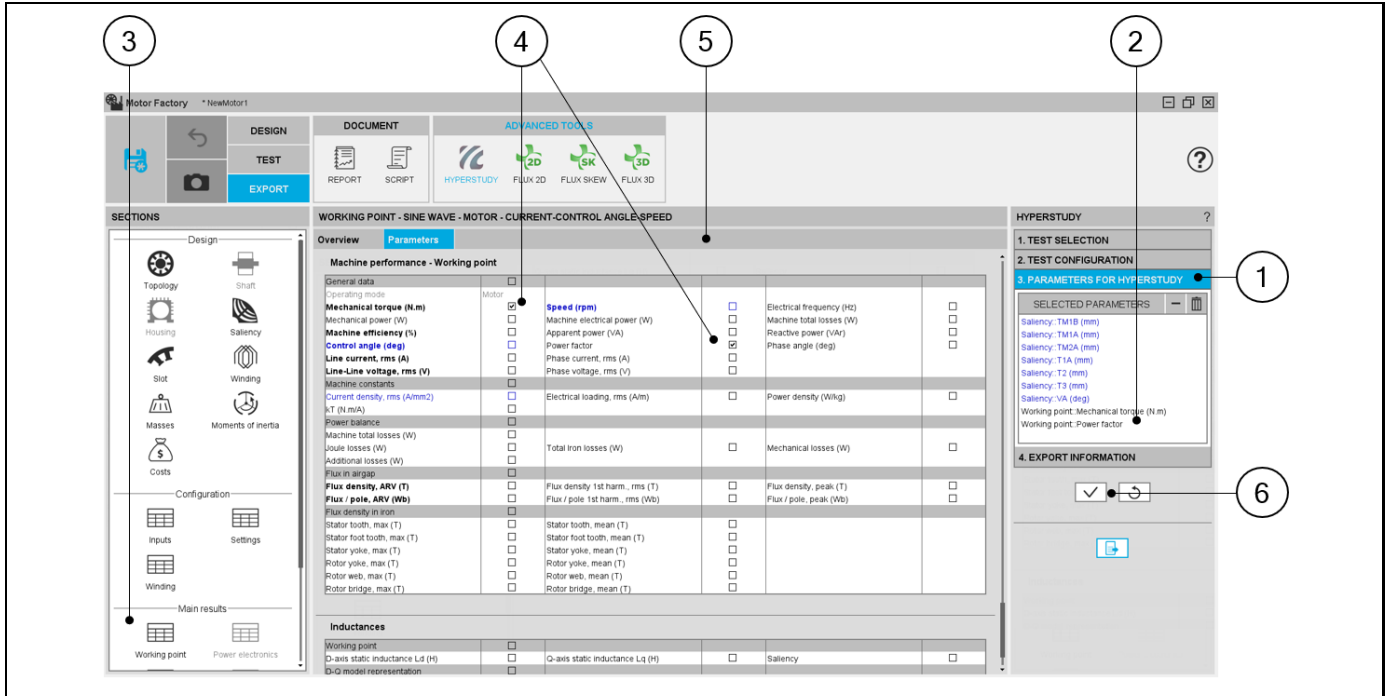 3
4
5
2
Motor Factory * NewMotor1
DESIGN
TEST
EXPORT
DOCUMENT
REPORT SCRIPT
ADVANCED TOOLS
2D SK 3D
HYPERSTUDY FLUX 2D FLUX SKEW FLUX 3D
?
SECTIONS
Design
Topology Shaft
Housing Saliency
Slot Winding
Masses Moments of inertia
$
Costs
Configuration
Inputs Settings
Winding
Main results
Working point Power electronics
WORKING POINT - SINE WAVE - MOTOR - CURRENT-CONTROL ANGLE-SPEED
Overview Parameters
Machine performance - Working point
General data
Operating mode Motor
Mechanical torque (N.m) Speed (rpm) Electrical frequency (Hz)
Mechanical power (W) Machine electrical power (W) Machine total losses (W)
Machine efficiency (%) Apparent power (VA) Reactive power (VAr)
Control angle (deg) Power factor Phase angle (deg)
Line current, rms (A) Phase current, rms (A)
Line-Line voltage, rms (V) Phase voltage, rms (V)
Machine constants
Current density, rms (A/mm2) Electrical loading, rms (A/m) Power density (W/kg)
kT (N.m/A)
Power balance
Machine total losses (W)
Joule losses (W) Total Iron losses (W) Mechanical losses (W)
Additional losses (W)
Flux in airgap
Flux density, ARV (T) Flux density 1st harm., rms (T) Flux density, peak (T)
Flux / pole, ARV (Wb) Flux / pole 1st harm., rms (Wb) Flux / pole, peak (Wb)
Flux density in iron
Stator tooth, max (T) Stator tooth, mean (T)
Stator foot tooth, max (T) Stator foot tooth, mean (T)
Stator yoke, max (T) Stator yoke, mean (T)
Rotor yoke, max (T) Rotor yoke, mean (T)
Rotor web, max (T) Rotor web, mean (T)
Rotor bridge, max (T) Rotor bridge, mean (T)
Inductances
Working point
D-axis static inductance Ld (H) Q-axis static inductance Lq (H) Saliency
D-Q model representation
HYPERSTUDY ?
1. TEST SELECTION
2. TEST CONFIGURATION
3. PARAMETERS FOR HYPERSTUDY
SELECTED PARAMETERS
Saliency::TM1B (mm)
Saliency::TM1A (mm)
Saliency::TM2A (mm)
Saliency::T1A (mm)
Saliency::T2 (mm)
Saliency::T3 (mm)
Saliency::VA (deg)
Working point::Mechanical torque (N.m)
Working point::Power factor
4. EXPORT INFORMATION
1
6